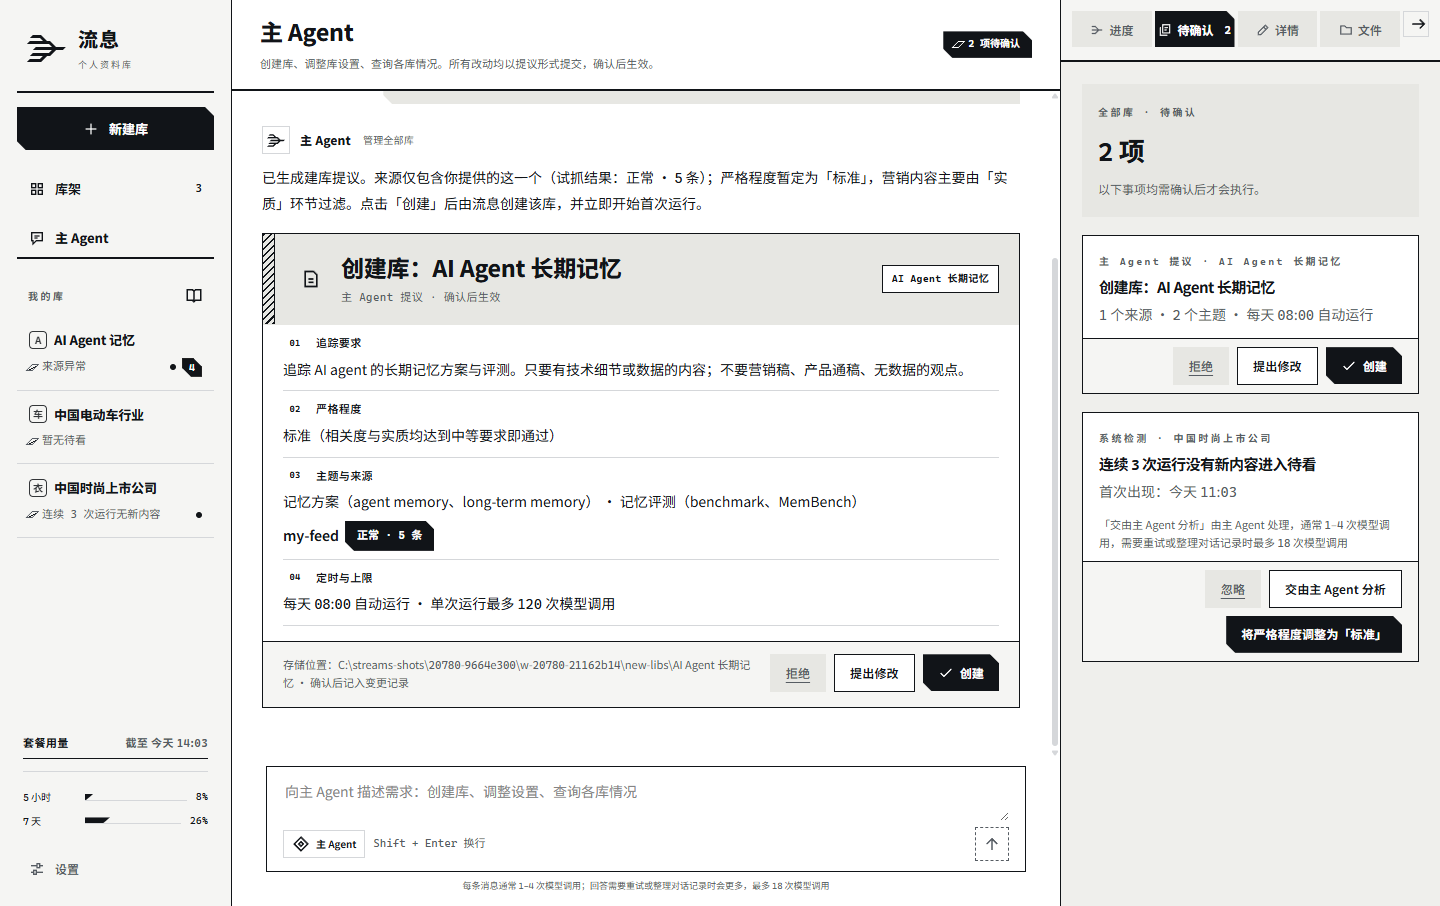 流息
个人资料库
新建库
库架 3
主 Agent
我的库
A AI Agent 记忆
来源异常 4
车 中国电动车行业
暂无待看
衣 中国时尚上市公司
连续 3 次运行无新内容
套餐用量 截至 今天 14:03
5 小时 8%
7 天 26%
设置
主 Agent
创建库、调整库设置、查询各库情况。所有改动均以提议形式提交，确认后生效。
2 项待确认
主 Agent 管理全部库
已生成建库提议。来源仅包含你提供的这一个（试抓结果：正常 · 5 条）；严格程度暂定为「标准」，营销内容主要由「实
质」环节过滤。点击「创建」后由流息创建该库，并立即开始首次运行。
创建库：AI Agent 长期记忆
主 Agent 提议 · 确认后生效
AI Agent 长期记忆
01 追踪要求
追踪 AI agent 的长期记忆方案与评测。只要有技术细节或数据的内容；不要营销稿、产品通稿、无数据的观点。
02 严格程度
标准（相关度与实质均达到中等要求即通过）
03 主题与来源
记忆方案（agent memory、long-term memory） · 记忆评测（benchmark、MemBench）
my-feed 正常 · 5 条
04 定时与上限
每天 08:00 自动运行 · 单次运行最多 120 次模型调用
存储位置：C:\streams-shots\20780-9664e300\w-20780-21162b14\new-libs\AI Agent 长期记
忆 · 确认后记入变更记录
拒绝 提出修改 创建
向主 Agent 描述需求：创建库、调整设置、查询各库情况
主 Agent Shift + Enter 换行
每条消息通常 1–4 次模型调用；回答需要重试或整理对话记录时会更多，最多 18 次模型调用
进度 待确认 2 详情 文件
全部库 · 待确认
2 项
以下事项均需确认后才会执行。
主 Agent 提议 · AI Agent 长期记忆
创建库：AI Agent 长期记忆
1 个来源 · 2 个主题 · 每天 08:00 自动运行
拒绝 提出修改 创建
系统检测 · 中国时尚上市公司
连续 3 次运行没有新内容进入待看
首次出现：今天 11:03
「交由主 Agent 分析」由主 Agent 处理，通常 1–4 次模型调
用，需要重试或整理对话记录时最多 18 次模型调用
忽略 交由主 Agent 分析
将严格程度调整为「标准」